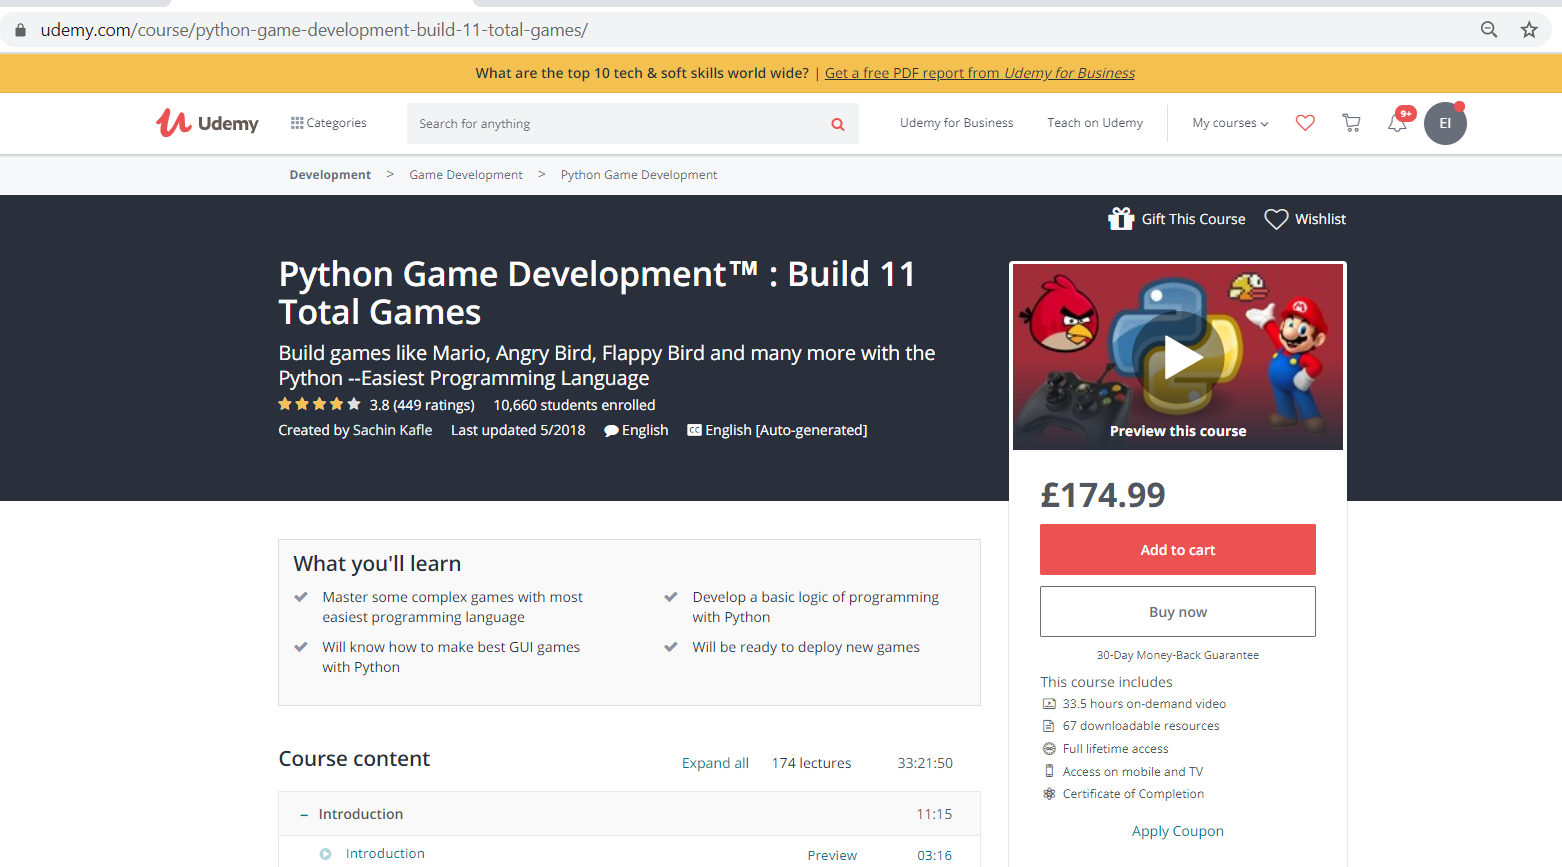 udemy.com/course/python-game-development-build-11-total-games/
What are the top 10 tech & soft skills world wide? | Get a free PDF report from Udemy for Business
Udemy
Categories
Search for anything
Udemy for Business
Teach on Udemy
My courses
9+
EI
Development > Game Development > Python Game Development
Gift This Course
Wishlist
Python Game Development™ : Build 11
Total Games
Build games like Mario, Angry Bird, Flappy Bird and many more with the
Python --Easiest Programming Language
3.8 (449 ratings) 10,660 students enrolled
Created by Sachin Kafle Last updated 5/2018 English CC English [Auto-generated]
M
Preview this course
£174.99
Add to cart
Buy now
30-Day Money-Back Guarantee
This course includes
33.5 hours on-demand video
67 downloadable resources
Full lifetime access
Access on mobile and TV
Certificate of Completion
Apply Coupon
What you'll learn
Master some complex games with most
easiest programming language
Will know how to make best GUI games
with Python
Develop a basic logic of programming
with Python
Will be ready to deploy new games
Course content
Expand all
174 lectures
33:21:50
– Introduction
11:15
Introduction
Preview
03:16